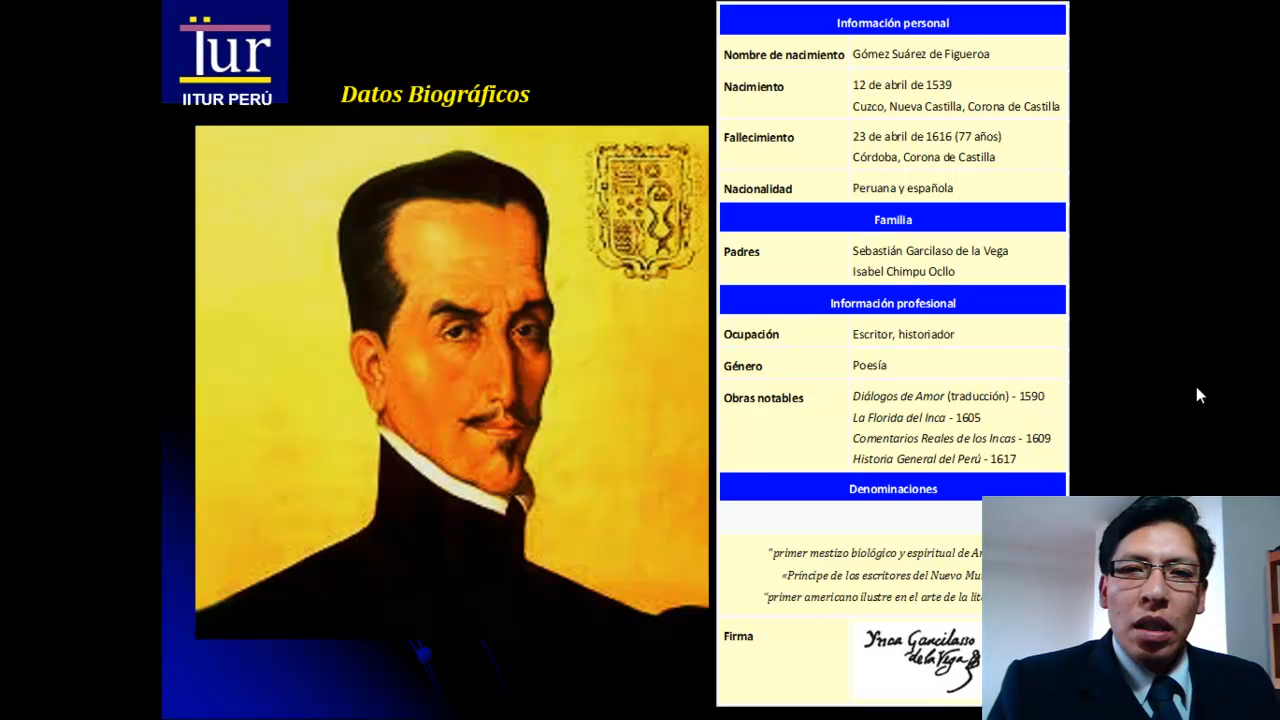 ÏTUR
IITUR PERÚ
Datos Biográficos
Información personal
Nombre de nacimiento Gómez Suárez de Figueroa
Nacimiento 12 de abril de 1539
Cuzco, Nueva Castilla, Corona de Castilla
Fallecimiento 23 de abril de 1616 (77 años)
Córdoba, Corona de Castilla
Nacionalidad Peruana y española
Familia
Padres Sebastián Garcilaso de la Vega
Isabel Chimpu Ocllo
Información profesional
Ocupación Escritor, historiador
Género Poesía
Obras notables Diálogos de Amor (traducción) - 1590
La Florida del Inca - 1605
Comentarios Reales de los Incas - 1609
Historia General del Perú - 1617
Denominaciones
"primer mestizo biológico y espiritual de
«Príncipe de los escritores del Nuevo
"primer americano ilustre en el arte de la
Firma Ynca Garcilasso
de la Vega